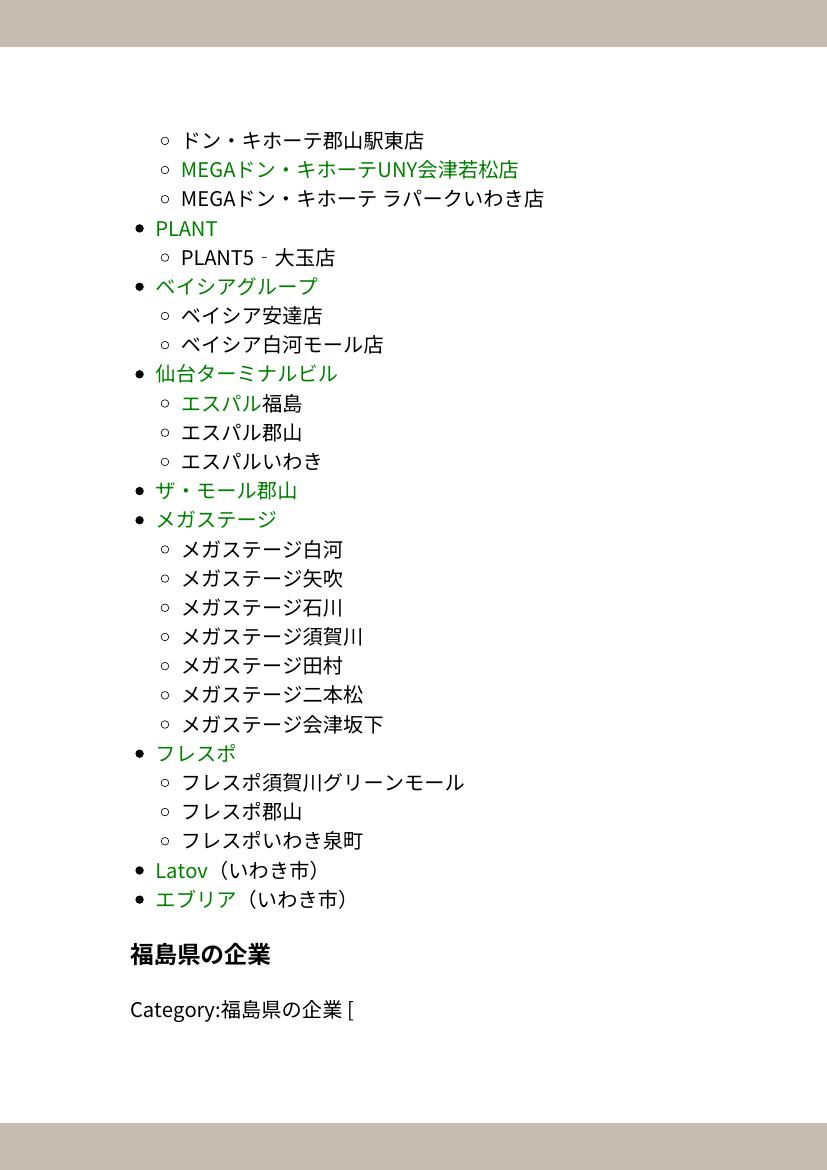 ドン・キホーテ郡山駅東店
MEGAドン・キホーテUNY会津若松店
MEGAドン・キホーテ ラパークいわき店
PLANT
PLANT5‐大玉店
ベイシアグループ
ベイシア安達店
ベイシア白河モール店
仙台ターミナルビル
エスパル福島
エスパル郡山
エスパルいわき
ザ・モール郡山
メガステージ
メガステージ白河
メガステージ矢吹
メガステージ石川
メガステージ須賀川
メガステージ田村
メガステージ二本松
メガステージ会津坂下
フレスポ
フレスポ須賀川グリーンモール
フレスポ郡山
フレスポいわき泉町
Latov（いわき市）
エブリア（いわき市）
福島県の企業
Category:福島県の企業 [